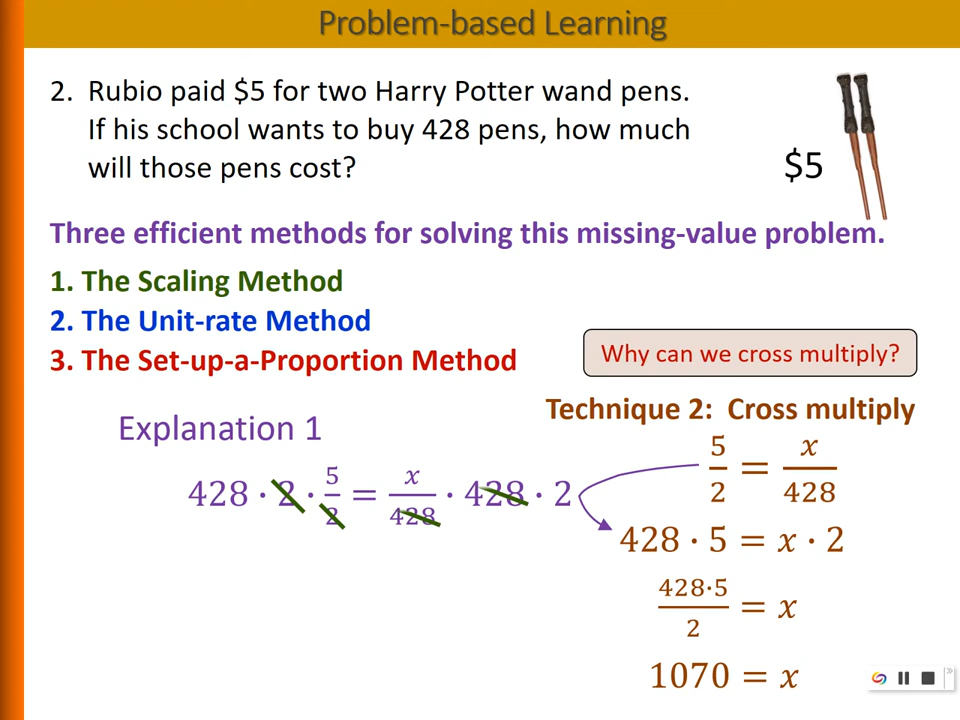 Problem-based Learning
2. Rubio paid $5 for two Harry Potter wand pens.
If his school wants to buy 428 pens, how much
will those pens cost?
$5
Three efficient methods for solving this missing-value problem.
1. The Scaling Method
2. The Unit-rate Method
3. The Set-up-a-Proportion Method
Why can we cross multiply?
Explanation 1
428 · 2 · 5/2 = x/428 · 428 · 2
Technique 2: Cross multiply
5/2 = x/428
428 · 5 = x · 2
428·5/2 = x
1070 = x